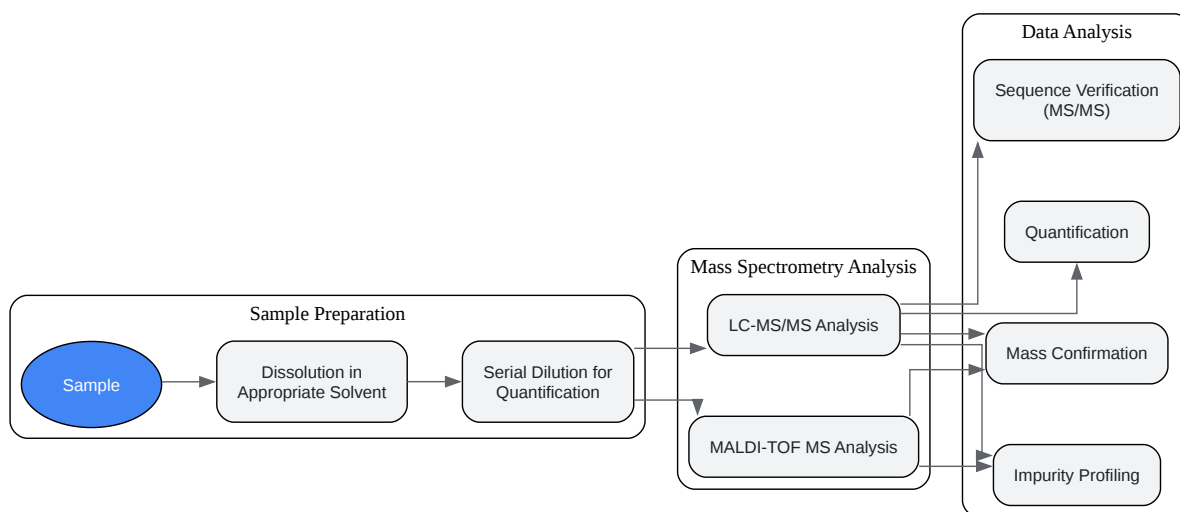 Sample Preparation
Sample
Dissolution in
Appropriate Solvent
Serial Dilution for
Quantification
Mass Spectrometry Analysis
LC-MS/MS Analysis
MALDI-TOF MS Analysis
Data Analysis
Sequence Verification
(MS/MS)
Quantification
Mass Confirmation
Impurity Profiling